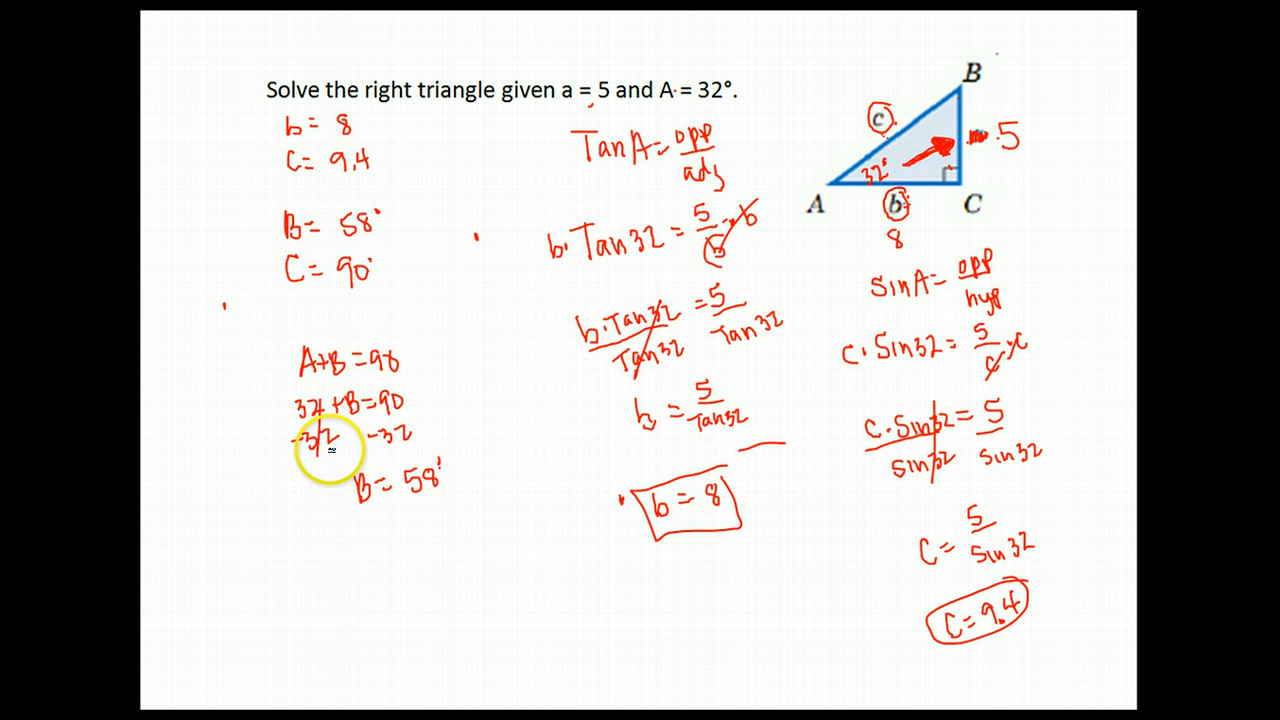 Solve the right triangle given a = 5 and A = 32°.
b = 8
c = 9.4
B = 58°
C = 90°
A+B = 90
32 + B = 90
-32 -32
B = 58°
Tan A = opp/adj
b · Tan 32 = 5/b · b
b · Tan 32 / Tan 32 = 5 / Tan 32
b = 5 / Tan 32
b = 8
B
c
5
32°
A
b
C
8
sin A = opp/hyp
c · sin 32 = 5/c · c
c · sin 32 / sin 32 = 5 / sin 32
c = 5 / sin 32
c = 9.4